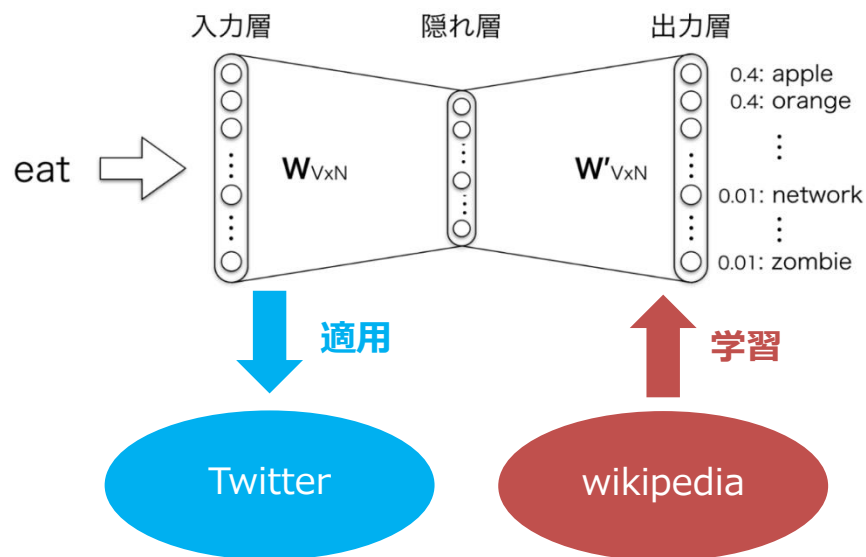 入力層 隠れ層 出力層
eat
W VxN
W' VxN
0.4: apple
0.4: orange
0.01: network
0.01: zombie
適用
学習
Twitter
wikipedia